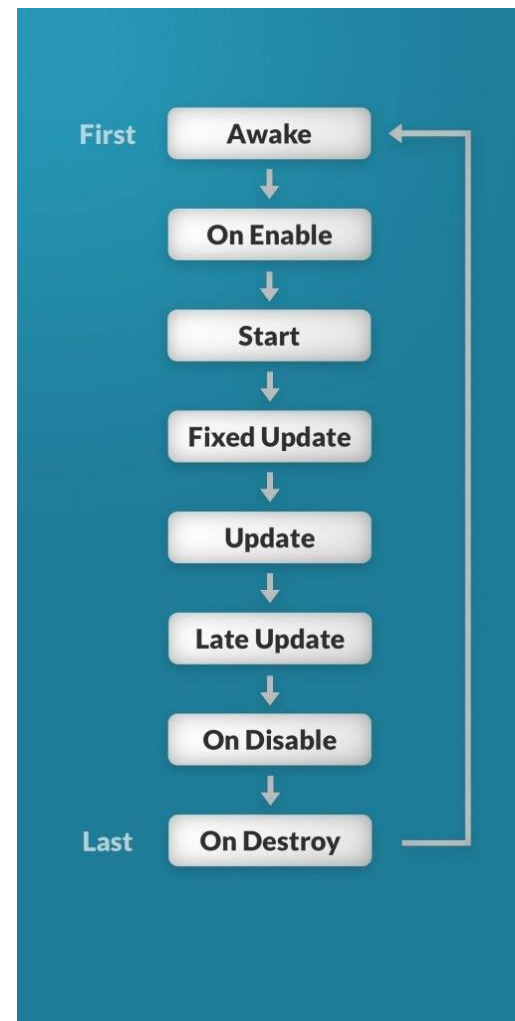 First
Awake
On Enable
Start
Fixed Update
Update
Late Update
On Disable
Last
On Destroy